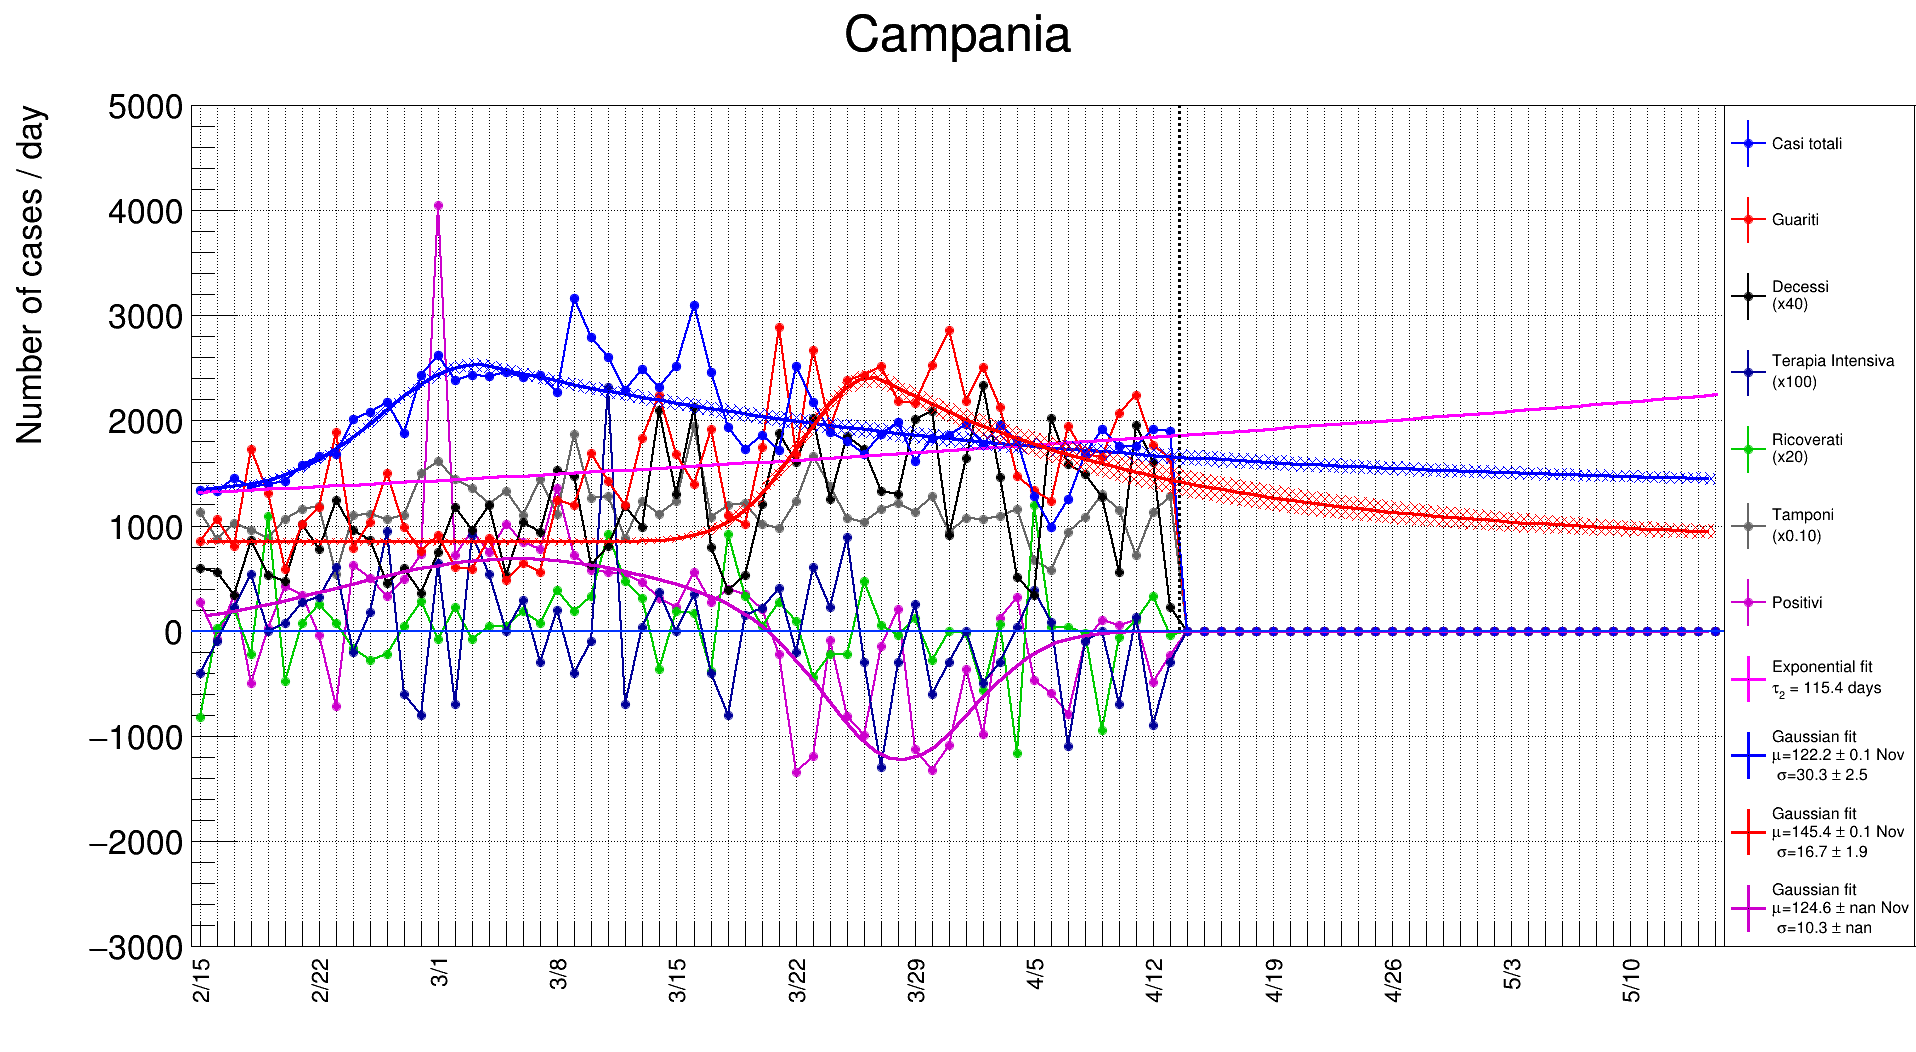 Campania
Number of cases / day
5000
4000
3000
2000
1000
0
−1000
−2000
−3000
2/15
2/22
3/1
3/8
3/15
3/22
3/29
4/5
4/12
4/19
4/26
5/3
5/10
Casi totali
Guariti
Decessi
(x40)
Terapia Intensiva
(x100)
Ricoverati
(x20)
Tamponi
(x0.10)
Positivi
Exponential fit
τ2 = 115.4 days
Gaussian fit
μ=122.2 ± 0.1 Nov
σ=30.3 ± 2.5
Gaussian fit
μ=145.4 ± 0.1 Nov
σ=16.7 ± 1.9
Gaussian fit
μ=124.6 ± nan Nov
σ=10.3 ± nan